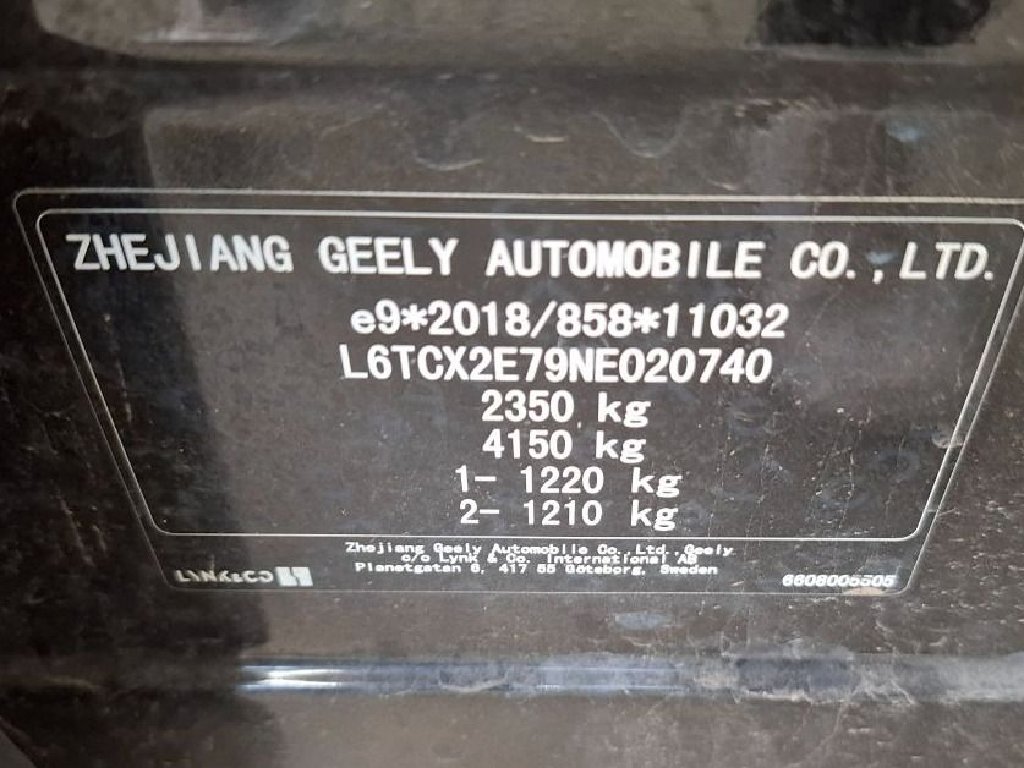 ZHEJIANG GEELY AUTOMOBILE CO., LTD.
e9*2018/858*11032
L6TCX2E79NE020740
2350 kg
4150 kg
1- 1220 kg
2- 1210 kg
Zhejiang Geely Automobile Co. Ltd. Geely
c/o Lynk & Co. International AB
Planetgatan 6, 417 55 Göteborg, Sweden
LYNK&CO
6608005505